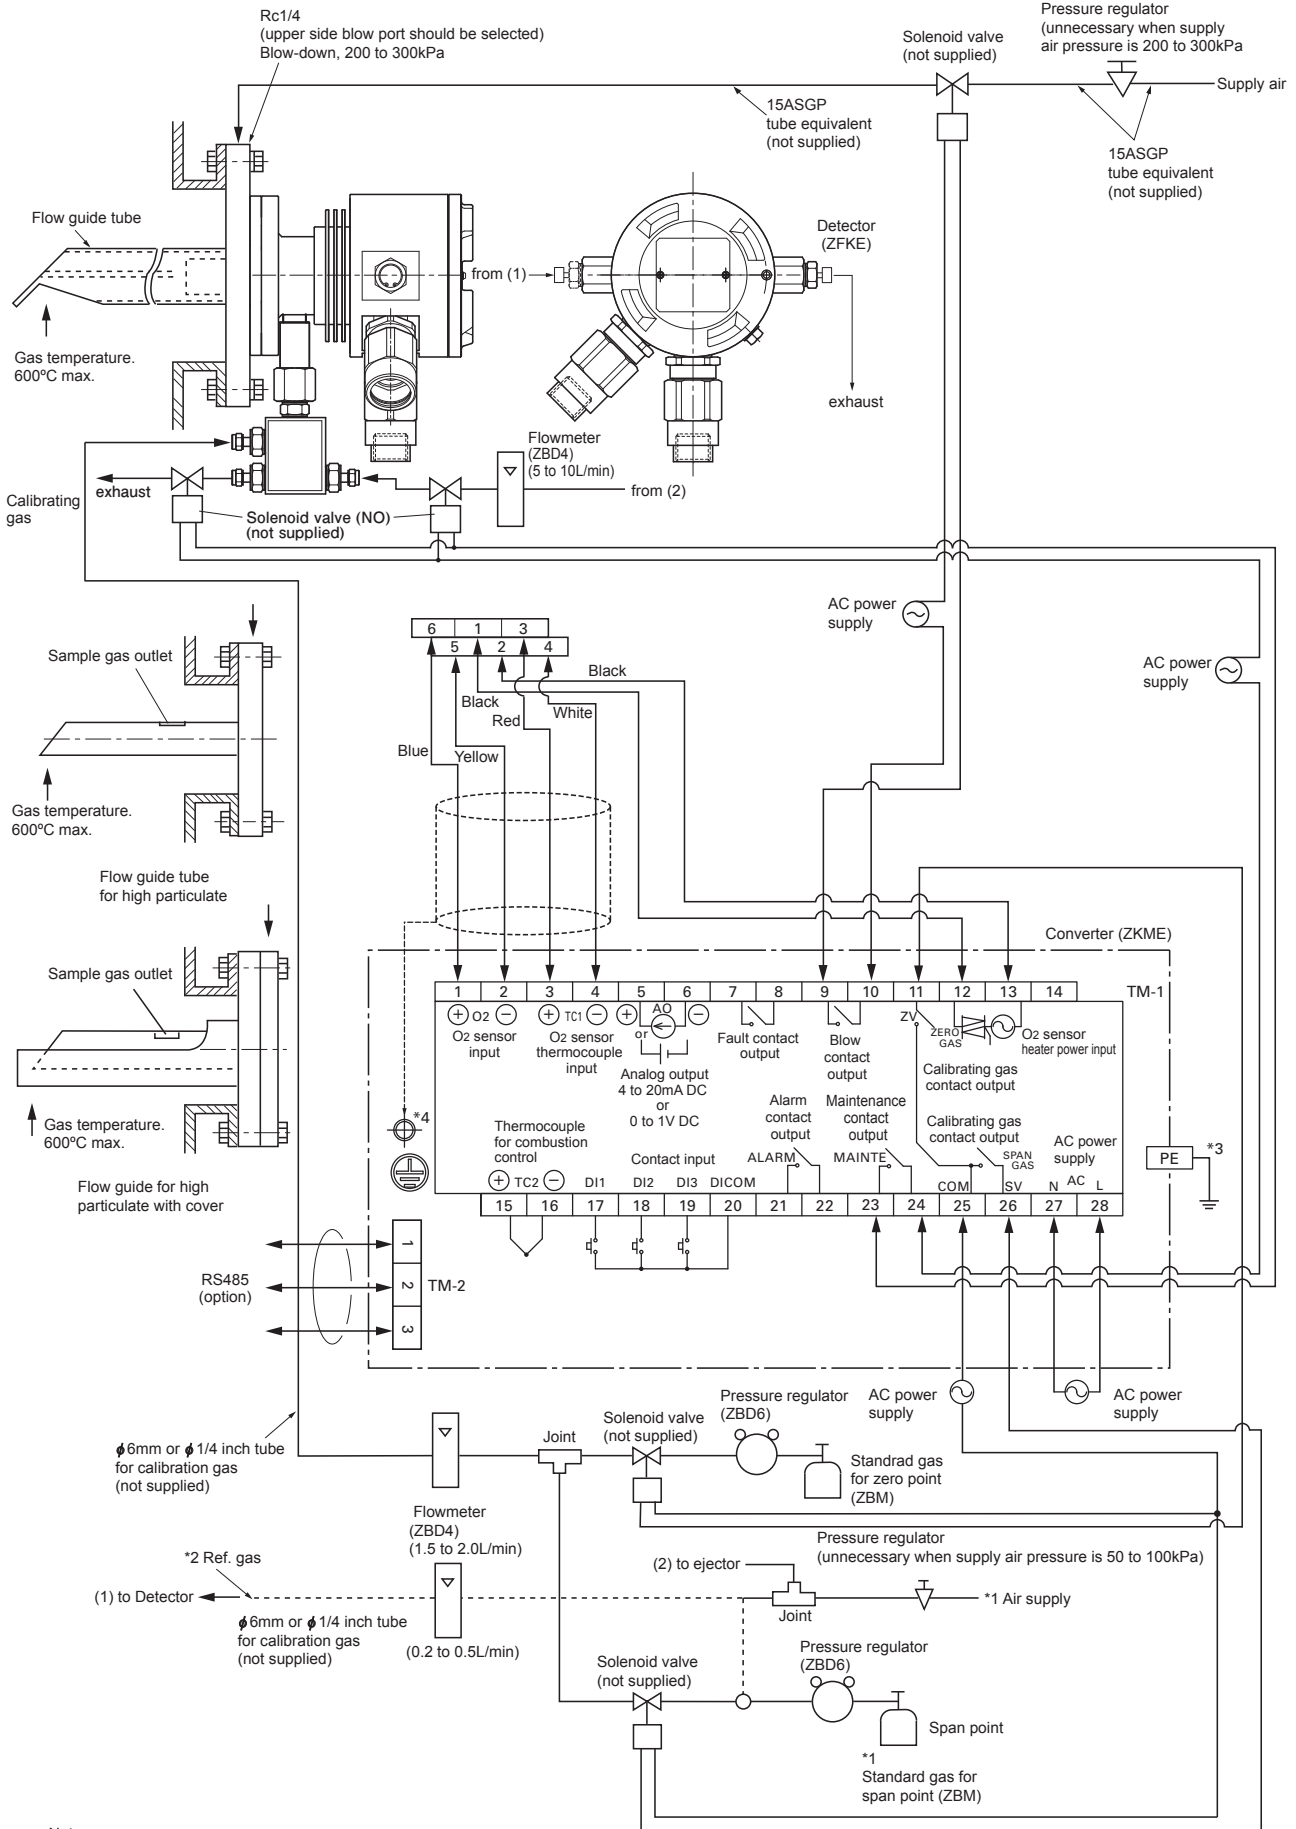 Rc1/4
(upper side blow port should be selected)
Blow-down, 200 to 300kPa
Solenoid valve
(not supplied)
Pressure regulator
(unnecessary when supply
air pressure is 200 to 300kPa
Supply air
15ASGP
tube equivalent
(not supplied)
15ASGP
tube equivalent
(not supplied)
Flow guide tube
from (1)
Detector
(ZFKE)
Gas temperature.
600ºC max.
exhaust
Flowmeter
(ZBD4)
(5 to 10L/min)
from (2)
exhaust
Calibrating
gas
Solenoid valve (NO)
(not supplied)
AC power
supply
AC power
supply
6 1 3
5 2 4
Black
Black
White
Red
Blue
Yellow
Sample gas outlet
Gas temperature.
600ºC max.
Flow guide tube
for high particulate
Sample gas outlet
Gas temperature.
600ºC max.
Flow guide for high
particulate with cover
Converter (ZKME)
1 2 3 4 5 6 7 8 9 10 11 12 13 14
TM-1
+ O2 −
O2 sensor
input
+ TC1 −
O2 sensor
thermocouple
input
+ AO −
or
Analog output
4 to 20mA DC
or
0 to 1V DC
Fault contact
output
Blow
contact
output
ZV
ZERO
GAS
Calibrating gas
contact output
O2 sensor
heater power input
*4
Thermocouple
for combustion
control
+ TC2 −
Contact input
DI1 DI2 DI3 DICOM
Alarm
contact
output
ALARM
Maintenance
contact
output
MAINTE
Calibrating gas
contact output
SPAN
GAS
COM SV
AC power
supply
N AC L
PE
*3
15 16 17 18 19 20 21 22 23 24 25 26 27 28
1
2
3
TM-2
RS485
(option)
AC power
supply
AC power
supply
ϕ6mm or ϕ1/4 inch tube
for calibration gas
(not supplied)
Flowmeter
(ZBD4)
(1.5 to 2.0L/min)
Joint
Solenoid valve
(not supplied)
Pressure regulator
(ZBD6)
Standrad gas
for zero point
(ZBM)
*2 Ref. gas
(1) to Detector
ϕ6mm or ϕ1/4 inch tube
for calibration gas
(not supplied)
(0.2 to 0.5L/min)
(2) to ejector
Joint
Pressure regulator
(unnecessary when supply air pressure is 50 to 100kPa)
*1 Air supply
Solenoid valve
(not supplied)
Pressure regulator
(ZBD6)
Span point
*1
Standard gas for
span point (ZBM)